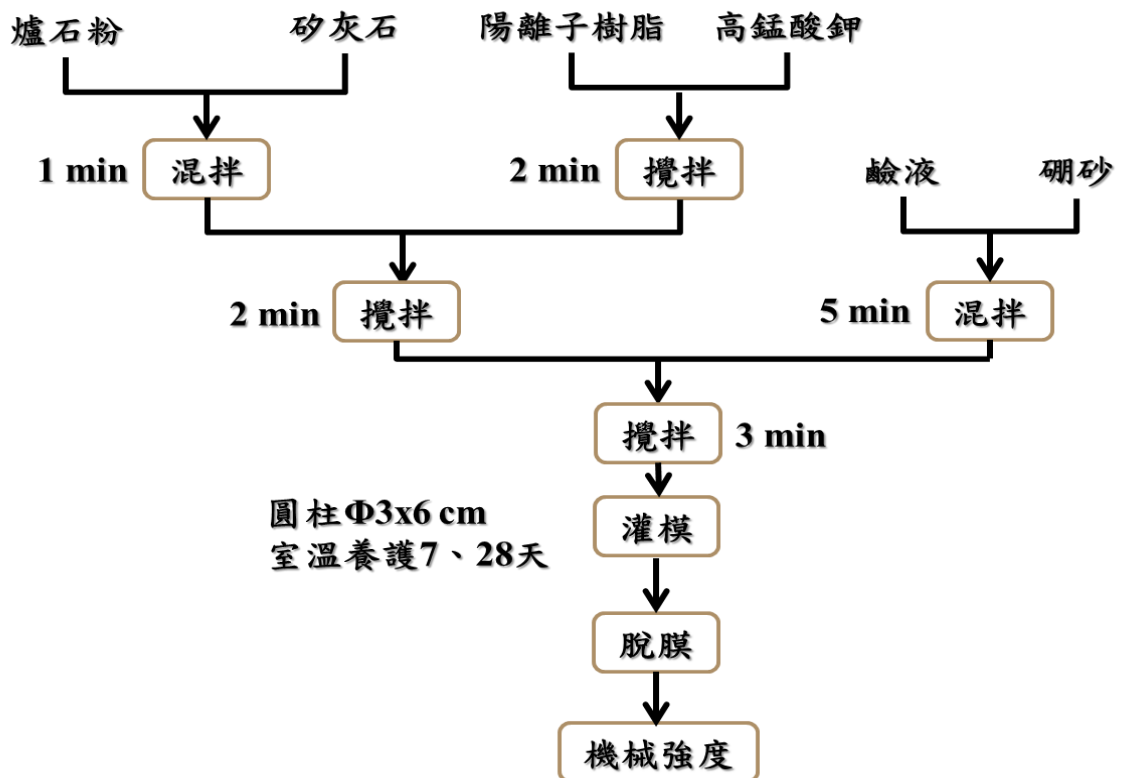 爐石粉
矽灰石
陽離子樹脂
高錳酸鉀
1 min
混拌
2 min
攪拌
鹼液
硼砂
2 min
攪拌
5 min
混拌
攪拌
3 min
圓柱Φ3x6 cm
室溫養護7、28天
灌模
脫膜
機械強度